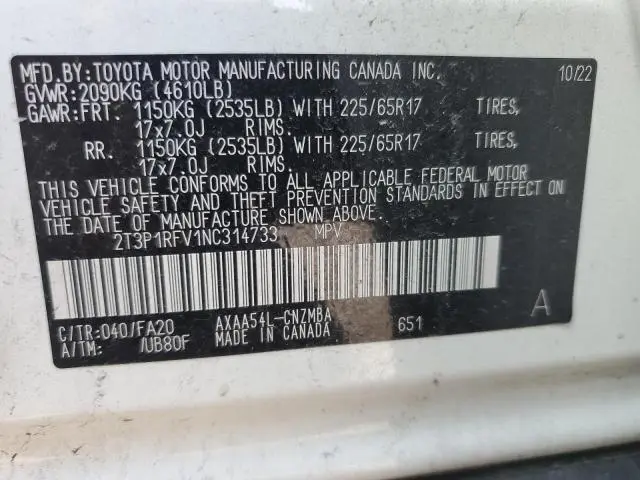 MFD.BY:TOYOTA MOTOR MANUFACTURING CANADA INC. 10/22
GVWR:2090KG (4610LB)
GAWR:FRT. 1150KG (2535LB) WITH 225/65R17 TIRES,
17x7.0J RIMS.
RR. 1150KG (2535LB) WITH 225/65R17 TIRES,
17x7.0J RIMS.
THIS VEHICLE CONFORMS TO ALL APPLICABLE FEDERAL MOTOR
VEHICLE SAFETY AND THEFT PREVENTION STANDARDS IN EFFECT ON
THE DATE OF MANUFACTURE SHOWN ABOVE.
2T3P1RFV1NC314733 MPV
A
C/TR:040/FA20 AXAA54L-CNZMBA 651
A/TM: /UB80F MADE IN CANADA